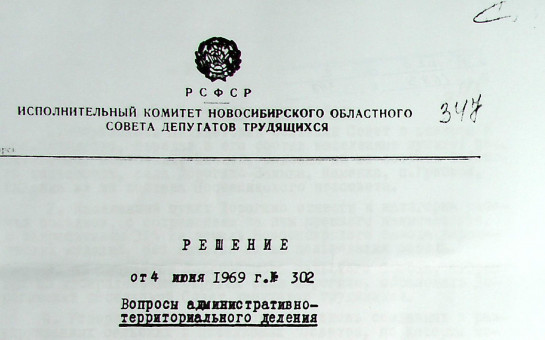 РСФСР
ИСПОЛНИТЕЛЬНЫЙ КОМИТЕТ НОВОСИБИРСКОГО ОБЛАСТНОГО
СОВЕТА ДЕПУТАТОВ ТРУДЯЩИХСЯ
347
РЕШЕНИЕ
от 4 июня 1969 г. № 302
Вопросы административно-
территориального деления